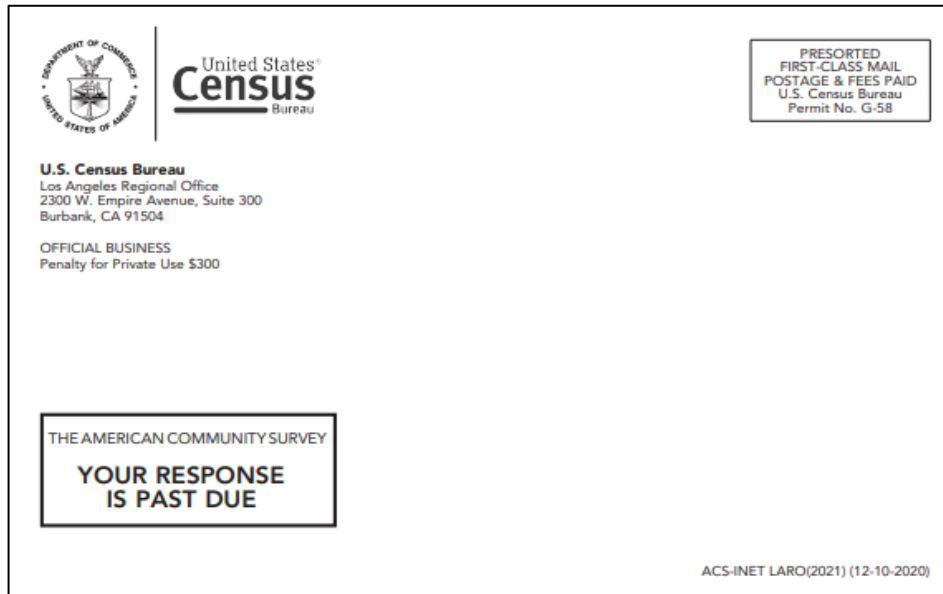 DEPARTMENT OF COMMERCE
UNITED STATES OF AMERICA
United States®
Census
Bureau
PRESORTED
FIRST-CLASS MAIL
POSTAGE & FEES PAID
U.S. Census Bureau
Permit No. G-58
U.S. Census Bureau
Los Angeles Regional Office
2300 W. Empire Avenue, Suite 300
Burbank, CA 91504
OFFICIAL BUSINESS
Penalty for Private Use $300
THE AMERICAN COMMUNITY SURVEY
YOUR RESPONSE
IS PAST DUE
ACS-INET LARO(2021) (12-10-2020)